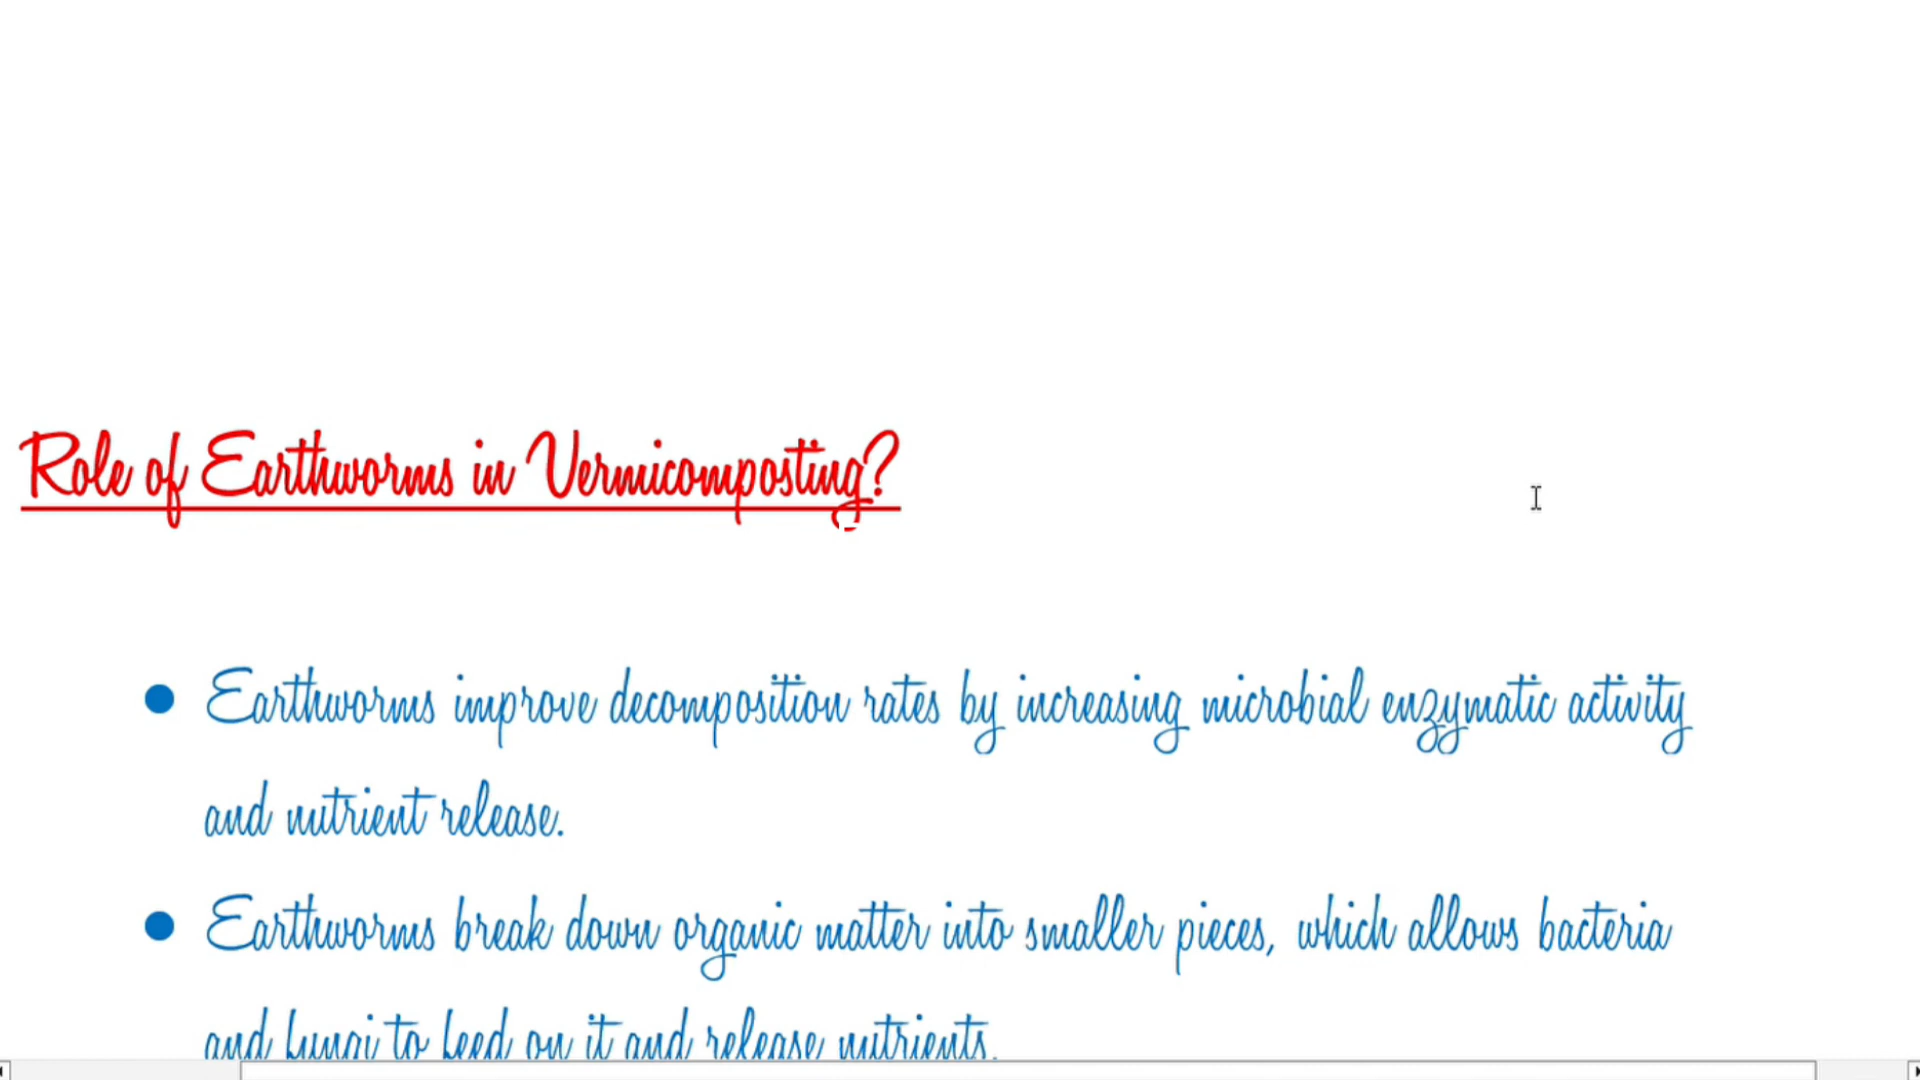 Role of Earthworms in Vermicomposting?
Earthworms improve decomposition rates by increasing microbial enzymatic activity
and nutrient release.
Earthworms break down organic matter into smaller pieces, which allows bacteria
and fungi to feed on it and release nutrients.